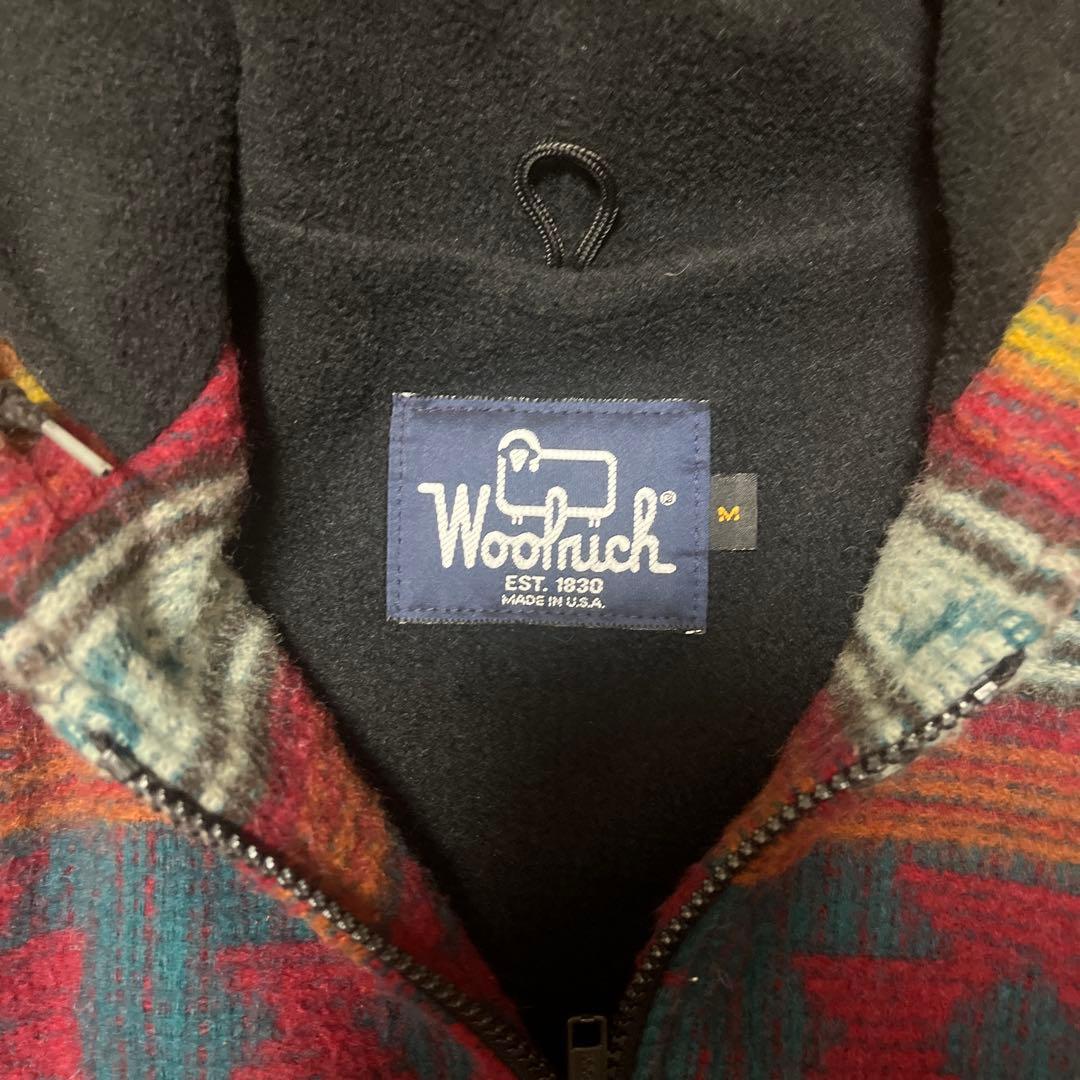 Woolrich®
M
EST. 1830
MADE IN U.S.A.